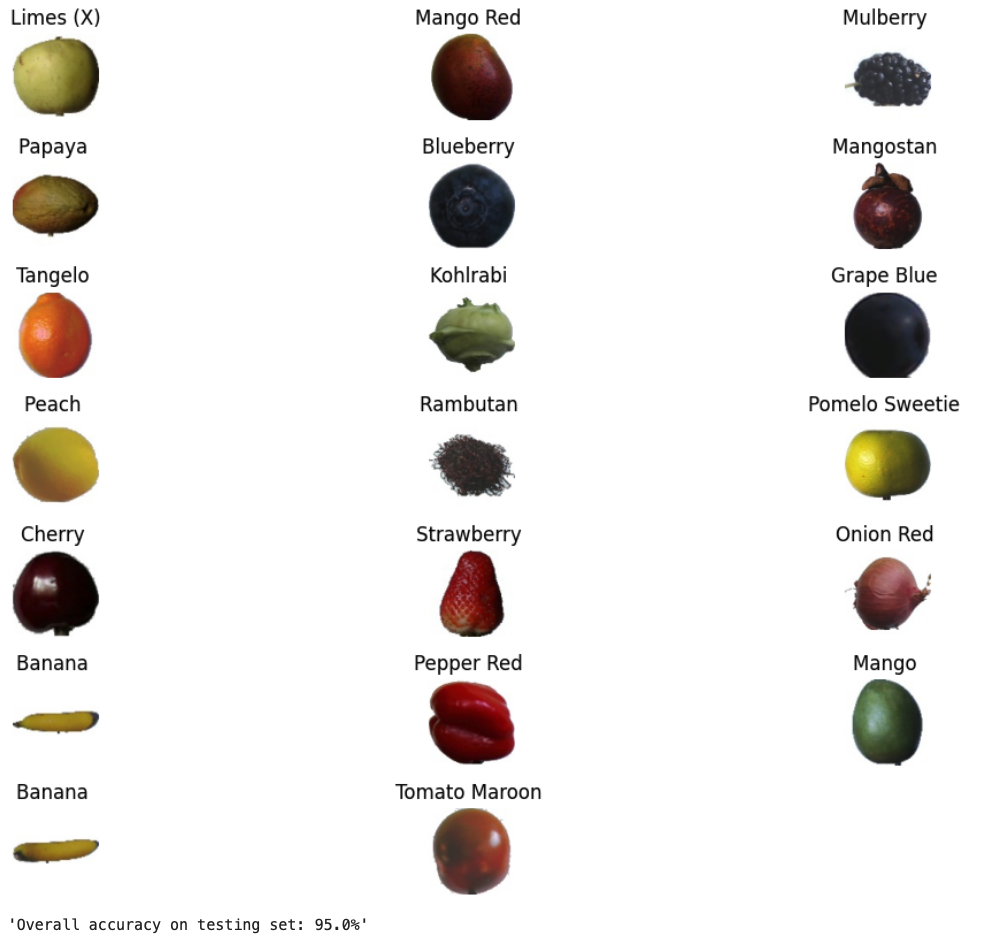 Limes (X)
Mango Red
Mulberry
Papaya
Blueberry
Mangostan
Tangelo
Kohlrabi
Grape Blue
Peach
Rambutan
Pomelo Sweetie
Cherry
Strawberry
Onion Red
Banana
Pepper Red
Mango
Banana
Tomato Maroon
'Overall accuracy on testing set: 95.0%'